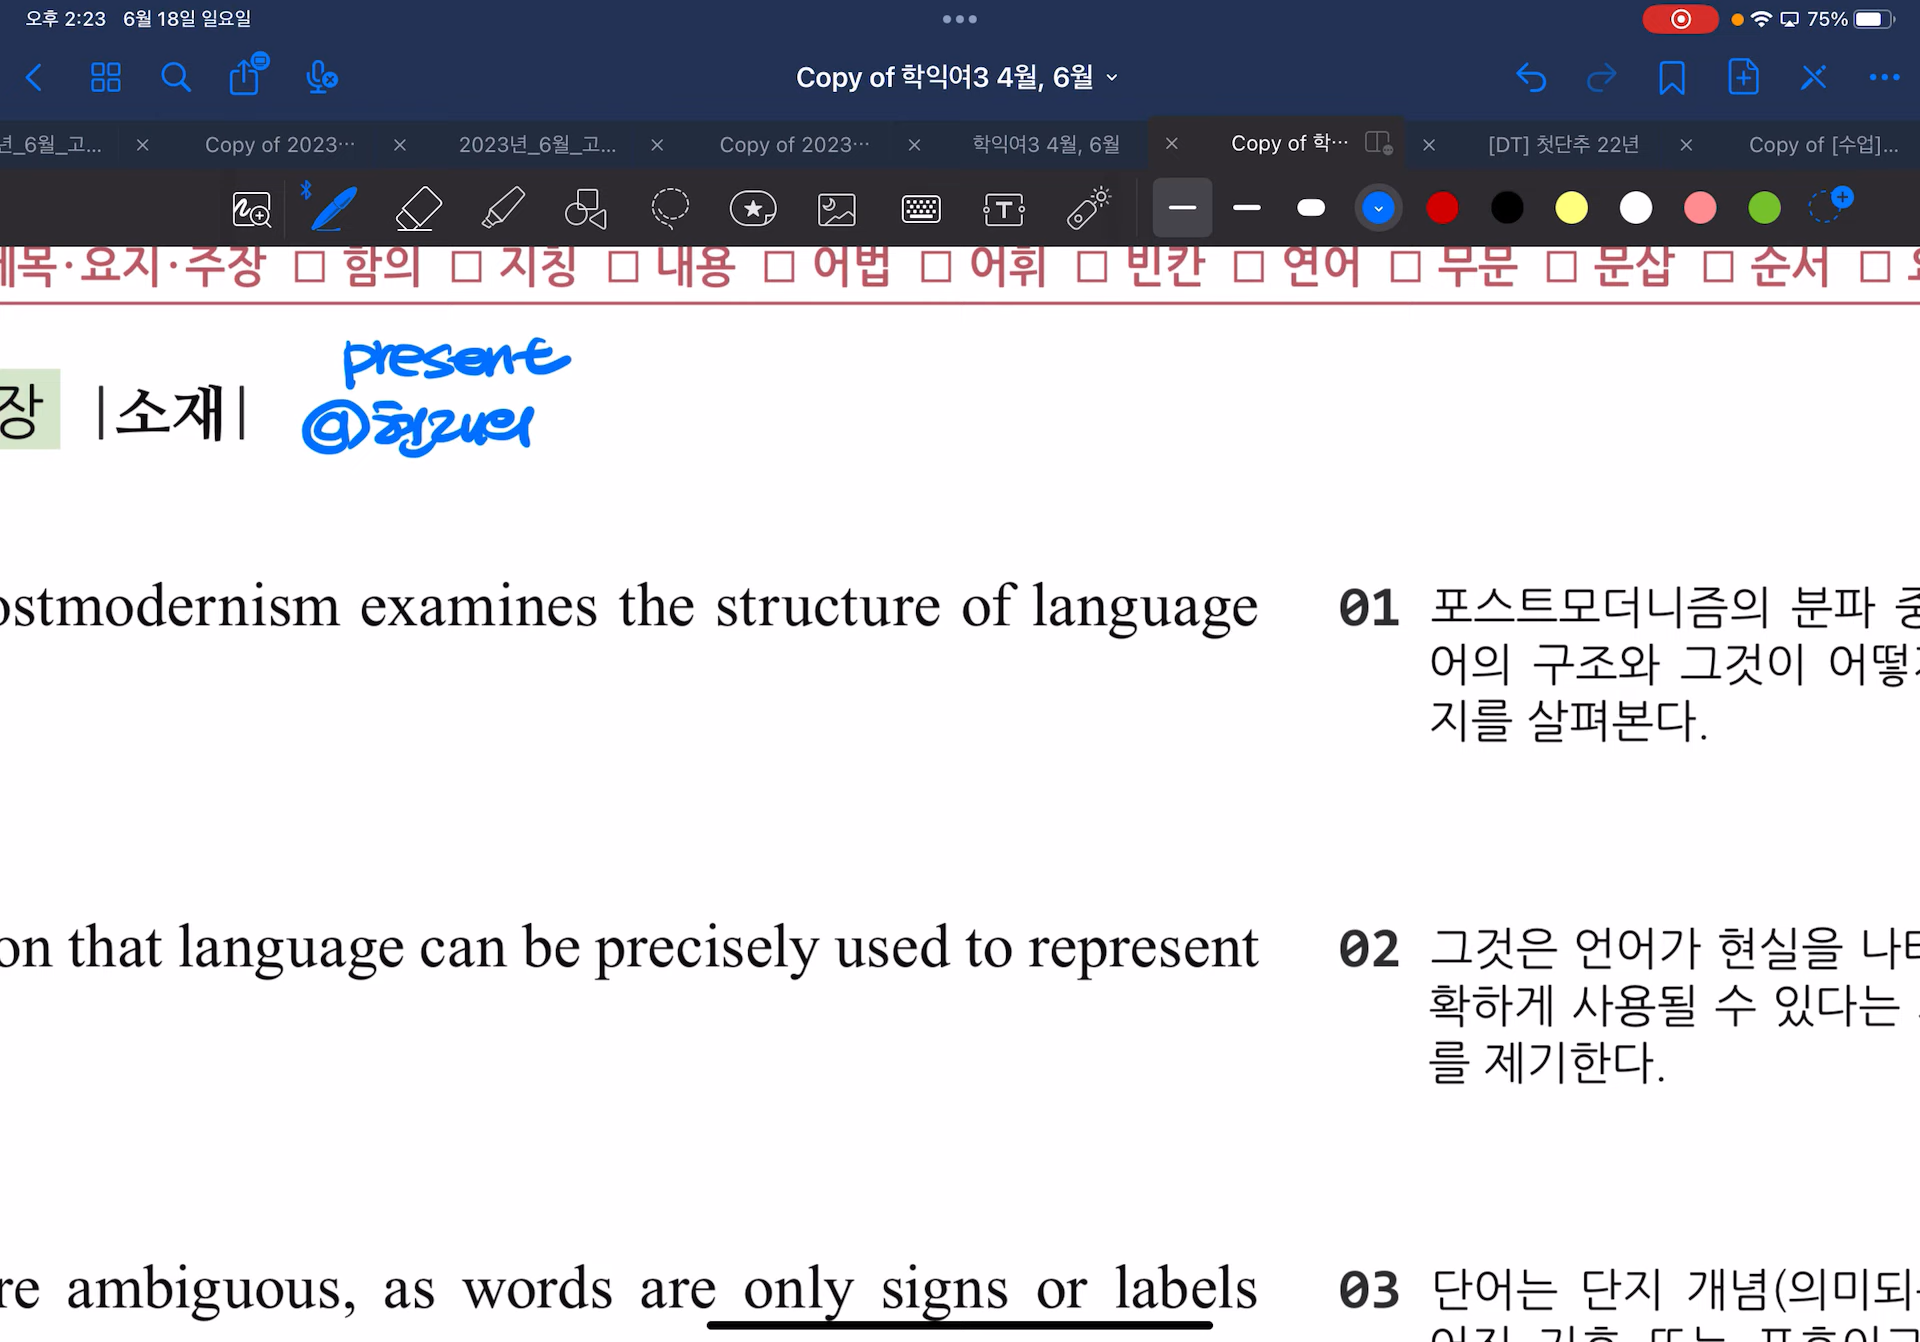 오후 2:23 6월 18일 일요일
75%
Copy of 학익여3 4월, 6월
년_6월_고... Copy of 2023… 2023년_6월_고... Copy of 2023… 학익여3 4월, 6월 Copy of 학… [DT] 첫단추 22년 Copy of [수업]...
제목·요지·주장 □ 함의 □ 지칭 □ 내용 □ 어법 □ 어휘 □ 빈칸 □ 연어 □ 무문 □ 문삽 □ 순서 □
present
장 |소재|
ⓐ현재의
ostmodernism examines the structure of language
01 포스트모더니즘의 분파 중
어의 구조와 그것이 어떻게
지를 살펴본다.
on that language can be precisely used to represent
02 그것은 언어가 현실을 나타
확하게 사용될 수 있다는
를 제기한다.
re ambiguous, as words are only signs or labels
03 단어는 단지 개념(의미되